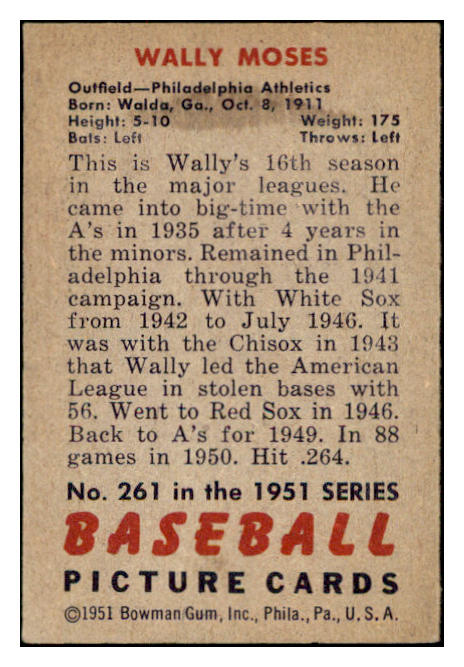 WALLY MOSES
Outfield—Philadelphia Athletics
Born: Walda, Ga., Oct. 8, 1911
Height: 5-10 Weight: 175
Bats: Left Throws: Left
This is Wally's 16th season
in the major leagues. He
came into big-time with the
A's in 1935 after 4 years in
the minors. Remained in Phil-
adelphia through the 1941
campaign. With White Sox
from 1942 to July 1946. It
was with the Chisox in 1943
that Wally led the American
League in stolen bases with
56. Went to Red Sox in 1946.
Back to A's for 1949. In 88
games in 1950. Hit .264.
No. 261 in the 1951 SERIES
BASEBALL
PICTURE CARDS
©1951 Bowman Gum, Inc., Phila., Pa., U. S. A.